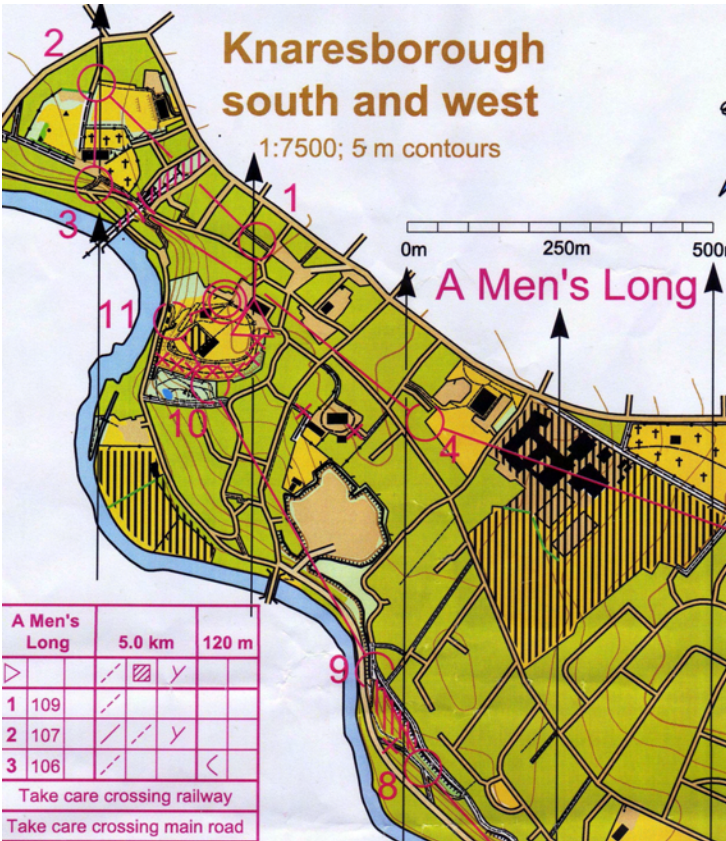 2
Knaresborough
south and west
1:7500; 5 m contours
1
3
0m
250m
500m
A Men's Long
11
10
4
9
8
A Men's
Long
5.0 km
120 m
1 109
2 107
3 106
Take care crossing railway
Take care crossing main road